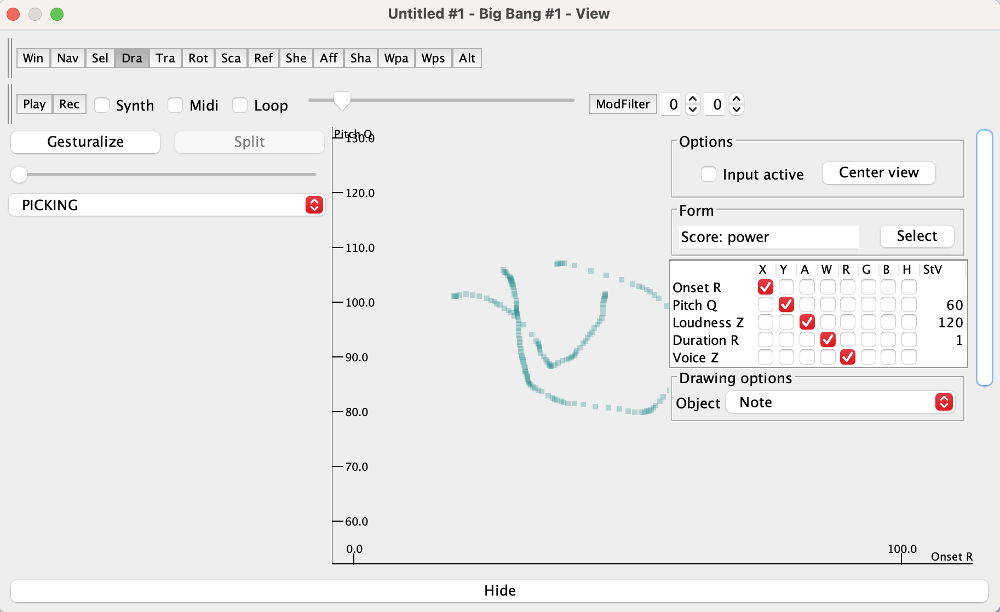 Untitled #1 - Big Bang #1 - View
Win Nav Sel Dra Tra Rot Sca Ref She Aff Sha Wpa Wps Alt
Play Rec Synth Midi Loop ModFilter 0 0
Gesturalize Split
PICKING
Pitch Q
130.0
120.0
110.0
100.0
90.0
80.0
70.0
60.0
0.0 100.0
Onset R
Options
Input active Center view
Form
Score: power Select
X Y A W R G B H StV
Onset R
Pitch Q 60
Loudness Z 120
Duration R 1
Voice Z
Drawing options
Object Note
Hide